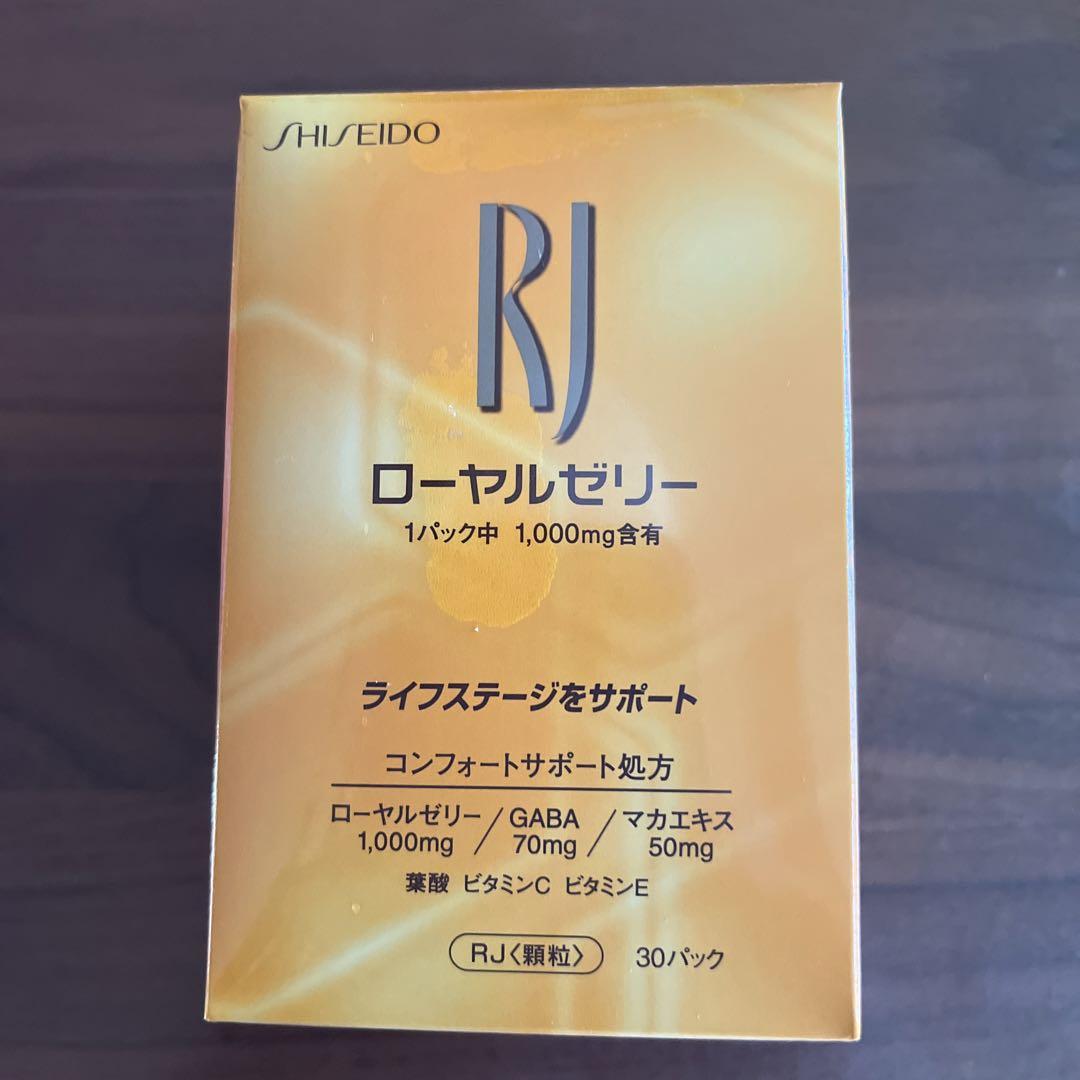 SHISEIDO
RJ
ローヤルゼリー
1パック中 1,000mg含有
ライフステージをサポート
コンフォートサポート処方
ローヤルゼリー 1,000mg / GABA 70mg / マカエキス 50mg
葉酸 ビタミンC ビタミンE
RJ〈顆粒〉 30パック